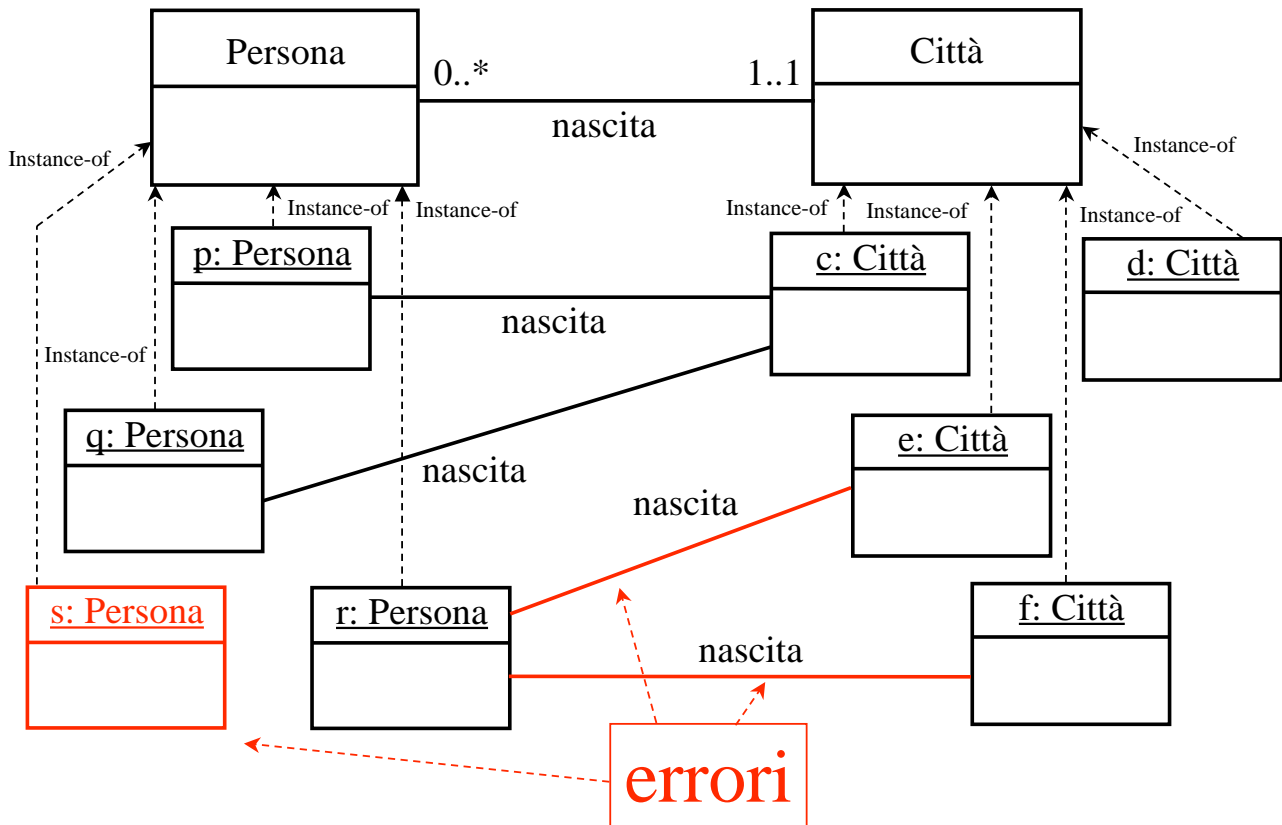 Persona
Città
0..*
1..1
nascita
Instance-of
Instance-of
Instance-of
Instance-of
Instance-of
Instance-of
Instance-of
p: Persona
c: Città
d: Città
nascita
Instance-of
q: Persona
e: Città
nascita
nascita
s: Persona
r: Persona
f: Città
nascita
errori